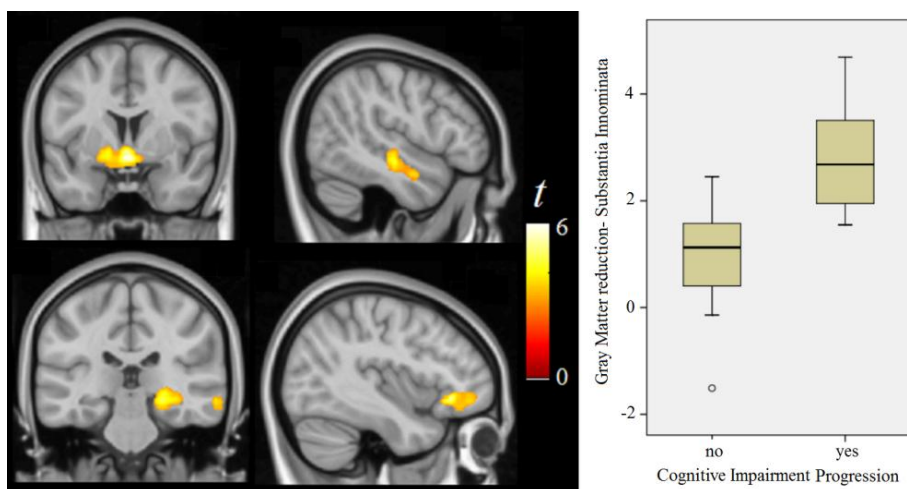 t
6
0
Gray Matter reduction- Substantia Innominata
4
2
0
-2
no yes
Cognitive Impairment Progression